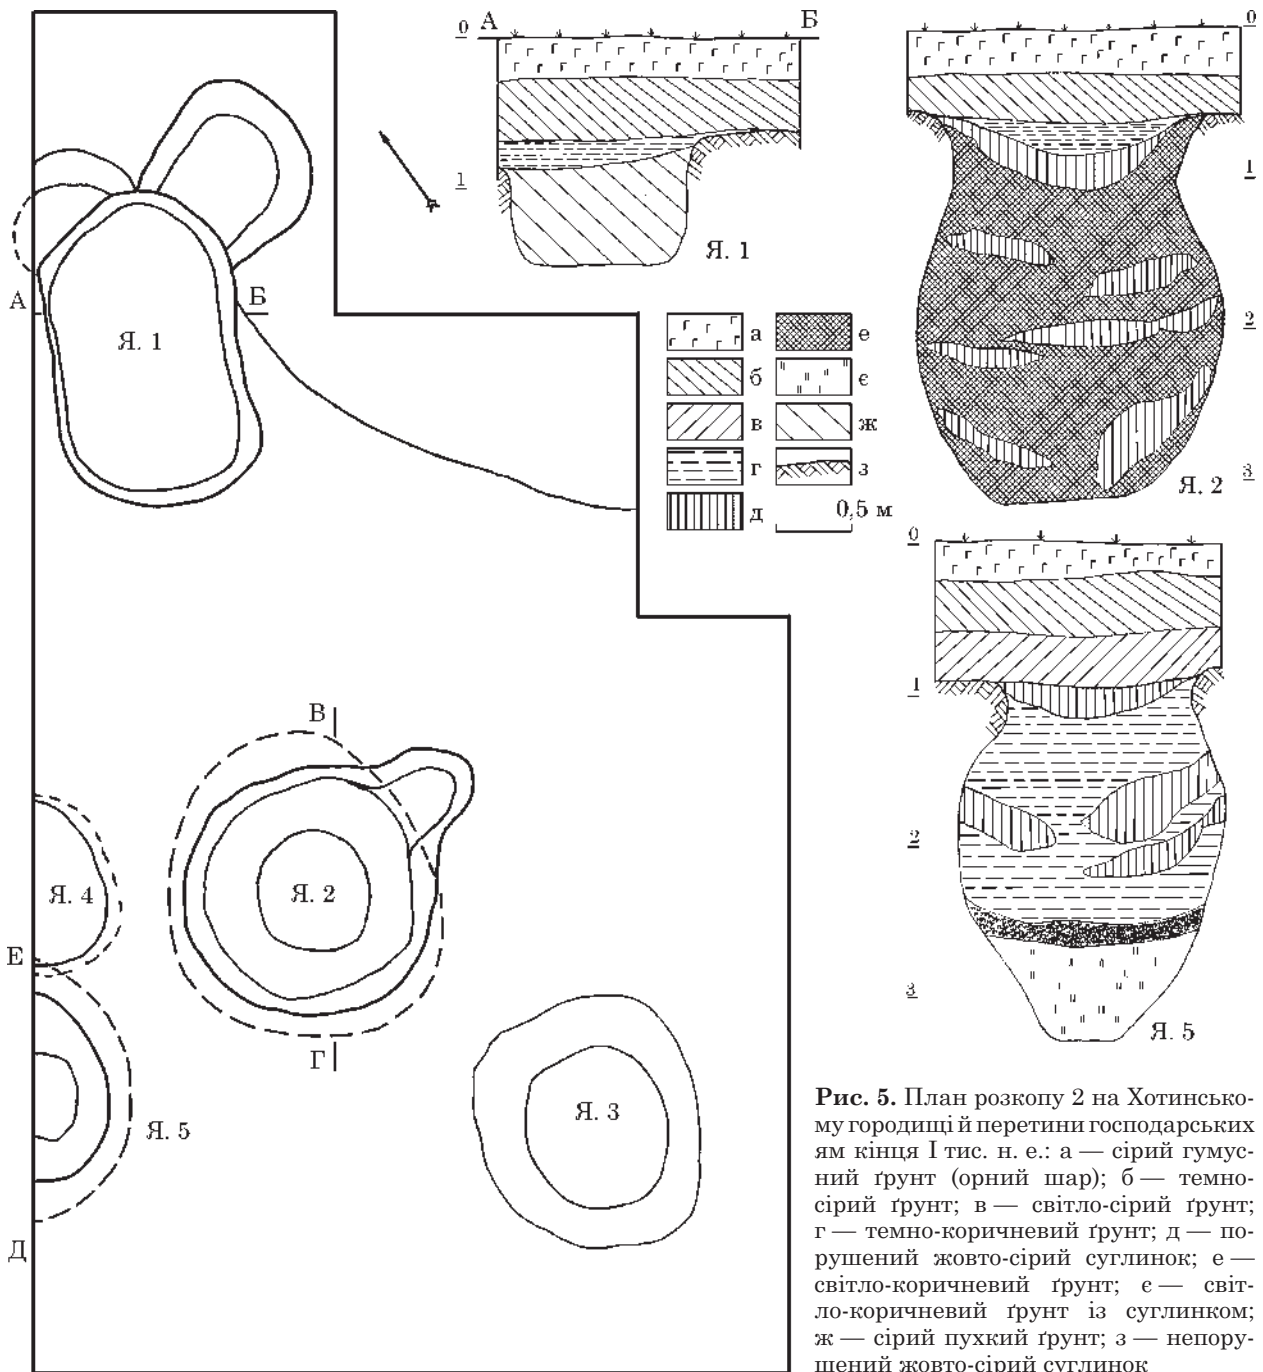 0 А Б
1
Я. 1
0
1
2
3
Я. 2
А Б
Я. 1
а е
б є
в ж
г з
д 0,5 м
0
1
2
3
Я. 5
В
Я. 4
Я. 2
Е
Г
Я. 3
Я. 5
Д
Рис. 5. План розкопу 2 на Хотинсько-
му городищі й перетини господарських
ям кінця I тис. н. е.: а — сірий гумус-
ний ґрунт (орний шар); б — темно-
сірий ґрунт; в — світло-сірий ґрунт;
г — темно-коричневий ґрунт; д — по-
рушений жовто-сірий суглинок; е —
світло-коричневий ґрунт; є — світ-
ло-коричневий ґрунт із суглинком;
ж — сірий пухкий ґрунт; з — непору-
шений жовто-сірий суглинок